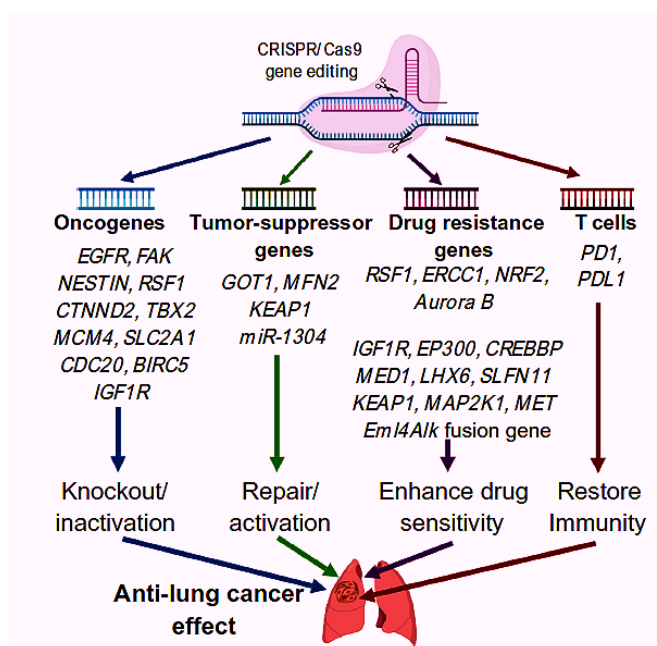 CRISPR/Cas9
gene editing
Oncogenes
EGFR, FAK
NESTIN, RSF1
CTNND2, TBX2
MCM4, SLC2A1
CDC20, BIRC5
IGF1R
Knockout/
inactivation
Tumor-suppressor
genes
GOT1, MFN2
KEAP1
miR-1304
Repair/
activation
Drug resistance
genes
RSF1, ERCC1, NRF2,
Aurora B
IGF1R, EP300, CREBBP
MED1, LHX6, SLFN11
KEAP1, MAP2K1, MET
Eml4Alk fusion gene
Enhance drug
sensitivity
T cells
PD1,
PDL1
Restore
Immunity
Anti-lung cancer
effect